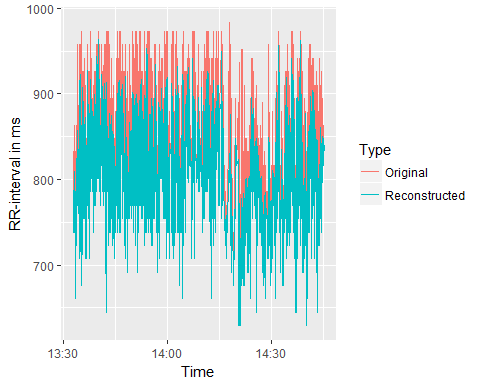 1000
900
800
700
RR-interval in ms
13:30
14:00
14:30
Time
Type
Original
Reconstructed